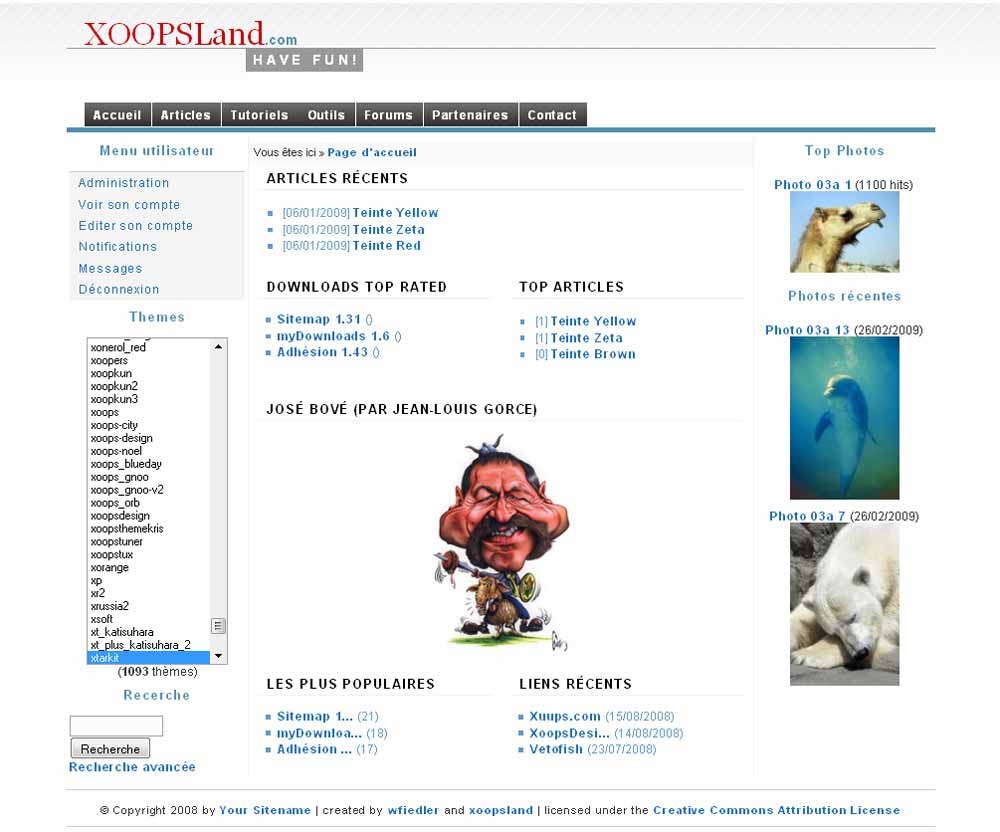 XOOPSLand.com
HAVE FUN!
Accueil Articles Tutoriels Outils Forums Partenaires Contact
Menu utilisateur
Administration
Voir son compte
Editer son compte
Notifications
Messages
Déconnexion
Themes
xonerol_red
xoopers
xoopkun
xoopkun2
xoopkun3
xoops
xoops-city
xoops-design
xoops-noel
xoops_blueday
xoops_gnoo
xoops_gnoo-v2
xoops_orb
xoopsdesign
xoopsthemekris
xoopstuner
xoopstux
xorange
xp
xr2
xrussia2
xsoft
xt_katisuhara
xt_plus_katisuhara_2
xtarkit
(1093 thèmes)
Recerche
Recherche
Recherche avancée
Vous êtes ici » Page d'accueil
ARTICLES RÉCENTS
[06/01/2009] Teinte Yellow
[06/01/2009] Teinte Zeta
[06/01/2009] Teinte Red
DOWNLOADS TOP RATED
Sitemap 1.31 ()
myDownloads 1.6 ()
Adhésion 1.43 ()
TOP ARTICLES
[1] Teinte Yellow
[1] Teinte Zeta
[0] Teinte Brown
JOSÉ BOVÉ (PAR JEAN-LOUIS GORCE)
LES PLUS POPULAIRES
Sitemap 1... (21)
myDownloa... (18)
Adhésion ... (17)
LIENS RÉCENTS
Xuups.com (15/08/2008)
XoopsDesi... (14/08/2008)
Vetofish (23/07/2008)
Top Photos
Photo 03a 1 (1100 hits)
Photos récentes
Photo 03a 13 (26/02/2009)
Photo 03a 7 (26/02/2009)
© Copyright 2008 by Your Sitename | created by wfiedler and xoopsland | licensed under the Creative Commons Attribution License